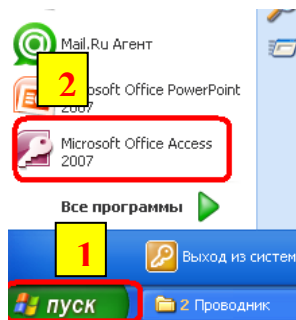 Mail.Ru Агент
2
osoft Office PowerPoint
2007
Microsoft Office Access
2007
Все программы
1
Выход из систем
пуск
2 Проводник